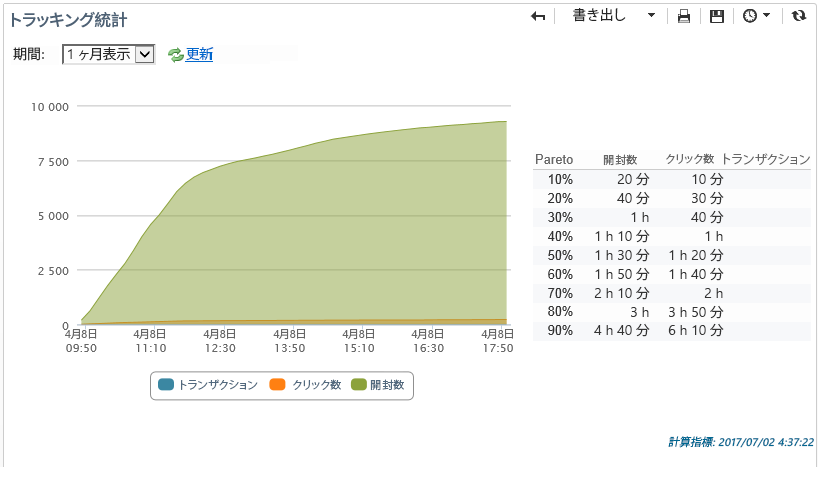 トラッキング統計
書き出し
期間: 1 ヶ月表示 更新
10 000
7 500
5 000
2 500
0
4月8日 4月8日 4月8日 4月8日 4月8日 4月8日 4月8日
09:50 11:10 12:30 13:50 15:10 16:30 17:50
トランザクション クリック数 開封数
Pareto 開封数 クリック数 トランザクション
10% 20 分 10 分
20% 40 分 30 分
30% 1 h 40 分
40% 1 h 10 分 1 h
50% 1 h 30 分 1 h 20 分
60% 1 h 50 分 1 h 40 分
70% 2 h 10 分 2 h
80% 3 h 3 h 50 分
90% 4 h 40 分 6 h 10 分
計算指標: 2017/07/02 4:37:22